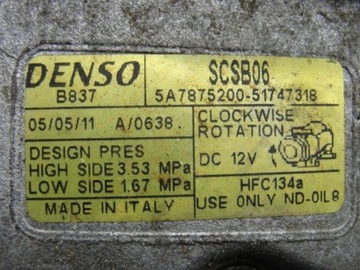 DENSO
SCSB06
B837
5A7875200-51747318
05/05/11 A/0638.
CLOCKWISE
ROTATION
DESIGN PRES
HIGH SIDE 3.53 MPa
LOW SIDE 1.67 MPa
DC 12V
HFC134a
MADE IN ITALY
USE ONLY ND-OIL8